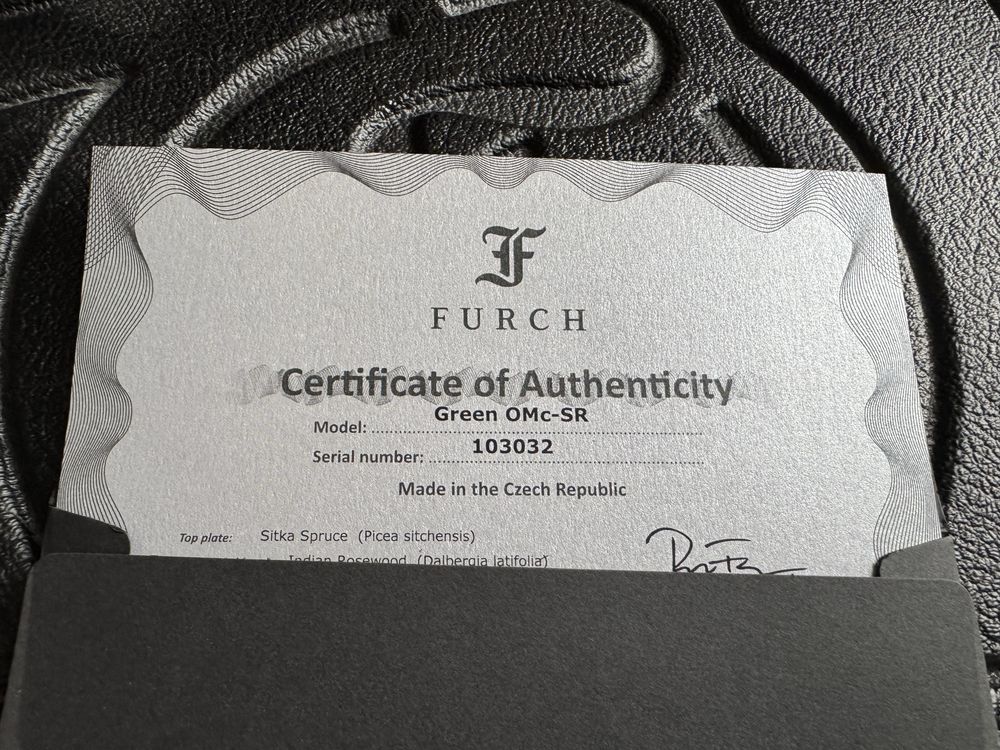 F
FURCH
Certificate of Authenticity
Model: Green OMc-SR
Serial number: 103032
Made in the Czech Republic
Top plate: Sitka Spruce (Picea sitchensis)
Indian Rosewood (Dalbergia latifolia)